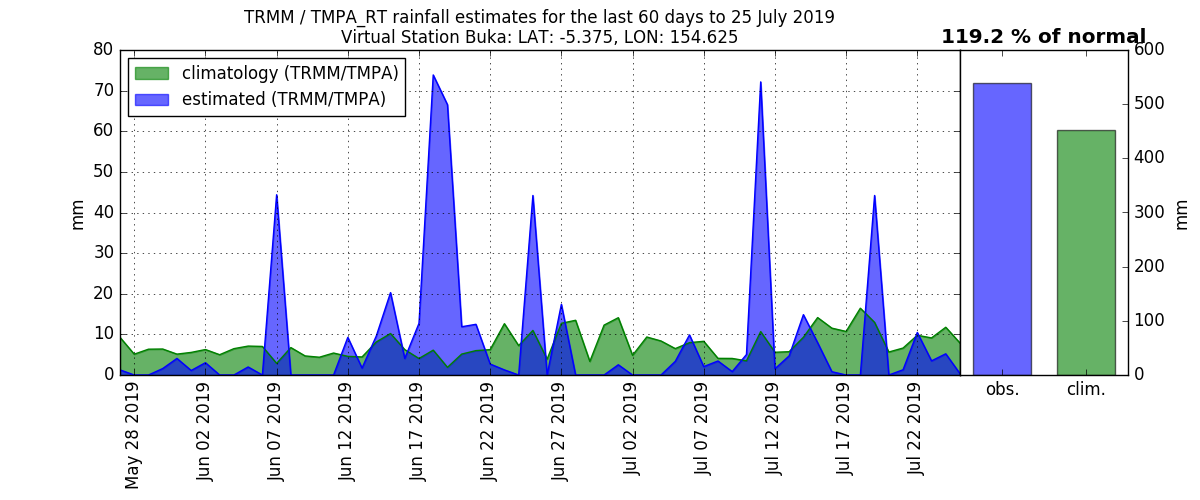 TRMM / TMPA_RT rainfall estimates for the last 60 days to 25 July 2019
Virtual Station Buka: LAT: -5.375, LON: 154.625
119.2 % of normal
climatology (TRMM/TMPA)
estimated (TRMM/TMPA)
80
70
60
50
40
30
20
10
0
mm
May 28 2019
Jun 02 2019
Jun 07 2019
Jun 12 2019
Jun 17 2019
Jun 22 2019
Jun 27 2019
Jul 02 2019
Jul 07 2019
Jul 12 2019
Jul 17 2019
Jul 22 2019
obs.
clim.
600
500
400
300
200
100
0
mm